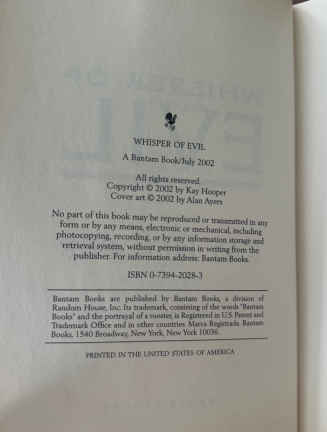 WHISPER OF EVIL
A Bantam Book/July 2002
All rights reserved.
Copyright © 2002 by Kay Hooper
Cover art © 2002 by Alan Ayers
No part of this book may be reproduced or transmitted in any
form or by any means, electronic or mechanical, including
photocopying, recording, or by any information storage and
retrieval system, without permission in writing from the
publisher. For information address: Bantam Books.
ISBN 0-7394-2028-3
Bantam Books are published by Bantam Books, a division of
Random House, Inc. Its trademark, consisting of the words "Bantam
Books" and the portrayal of a rooster, is Registered in U.S Patent and
Trademark Office and in other countries Marca Registrada. Bantam
Books, 1540 Broadway, New York, New York 10036.
PRINTED IN THE UNITED STATES OF AMERICA